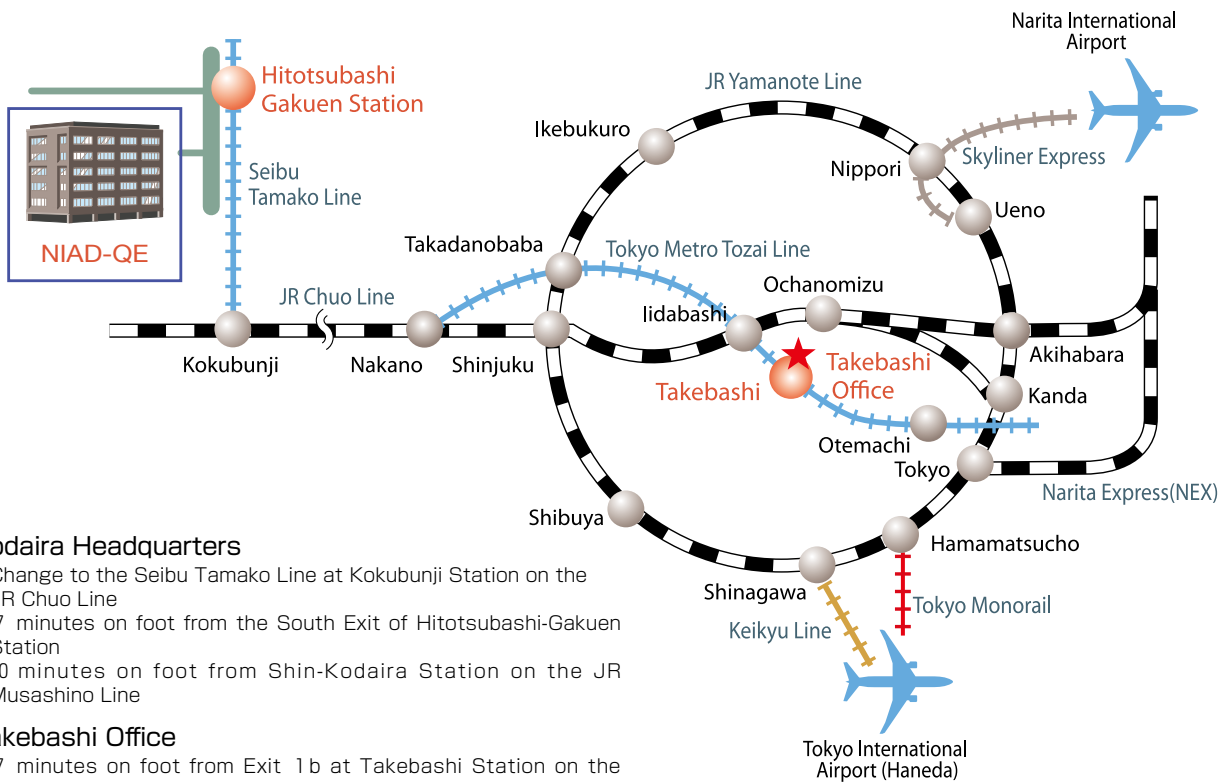 Narita International
Airport
JR Yamanote Line
Hitotsubashi
Gakuen Station
Ikebukuro
Nippori
Skyliner Express
Seibu
Tamako Line
Ueno
NIAD-QE
Takadanobaba
Tokyo Metro Tozai Line
Ochanomizu
JR Chuo Line
Iidabashi
Kokubunji
Nakano
Shinjuku
Akihabara
Takebashi
Takebashi
Office
Kanda
Otemachi
Tokyo
Narita Express(NEX)
Shibuya
Hamamatsucho
Shinagawa
Tokyo Monorail
Keikyu Line
Tokyo International
Airport (Haneda)
odaira Headquarters
Change to the Seibu Tamako Line at Kokubunji Station on the
JR Chuo Line
7 minutes on foot from the South Exit of Hitotsubashi-Gakuen
Station
0 minutes on foot from Shin-Kodaira Station on the JR
Musashino Line
akebashi Office
7 minutes on foot from Exit 1b at Takebashi Station on the